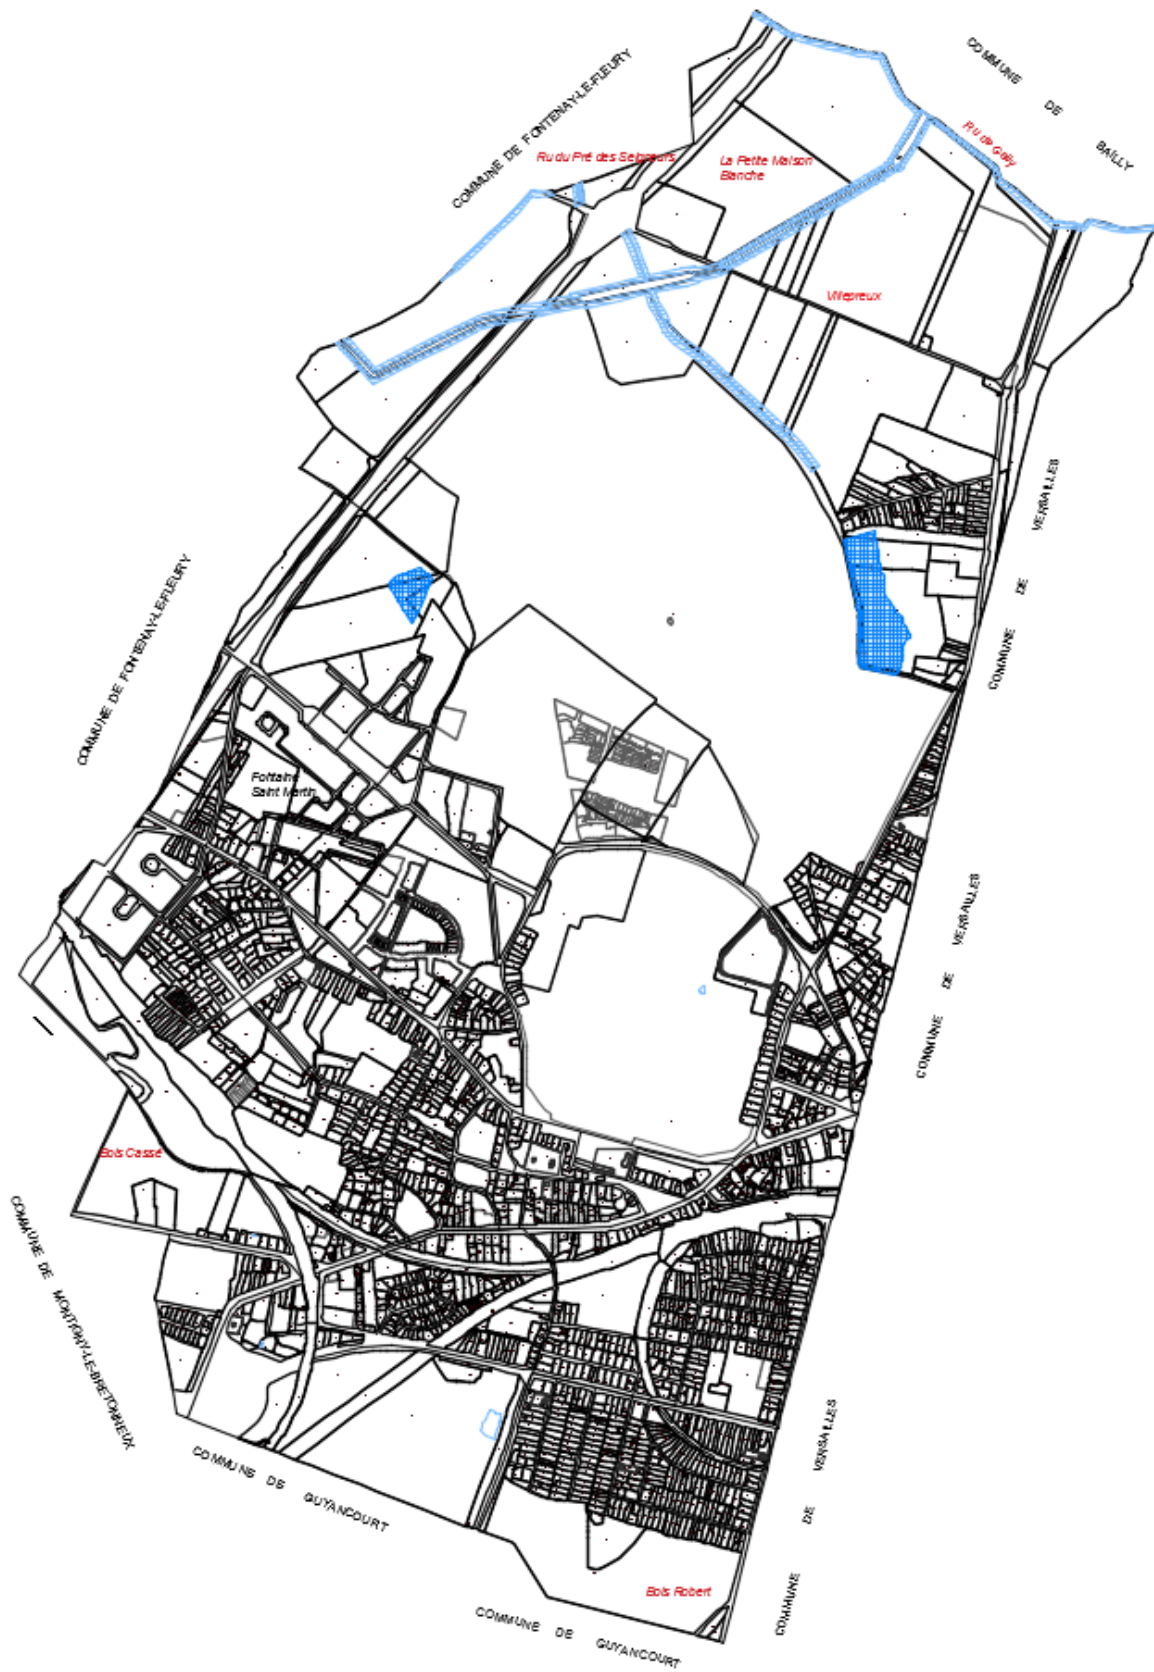 COMMUNE DE BAILLY
COMMUNE DE FONTENAY-LE-FLEURY
Ru du Pré des Seigneurs
La Petite Maison
Blanche
Ru de Gally
Villepreux
COMMUNE DE VERSAILLES
COMMUNE DE FONTENAY-LE-FLEURY
Fontaine
Saint Martin
COMMUNE DE VERSAILLES
Bois Cassé
COMMUNE DE MONTIGNY-LE-BRETONNEUX
COMMUNE DE VERSAILLES
COMMUNE DE GUYANCOURT
Bois Robert
COMMUNE DE GUYANCOURT